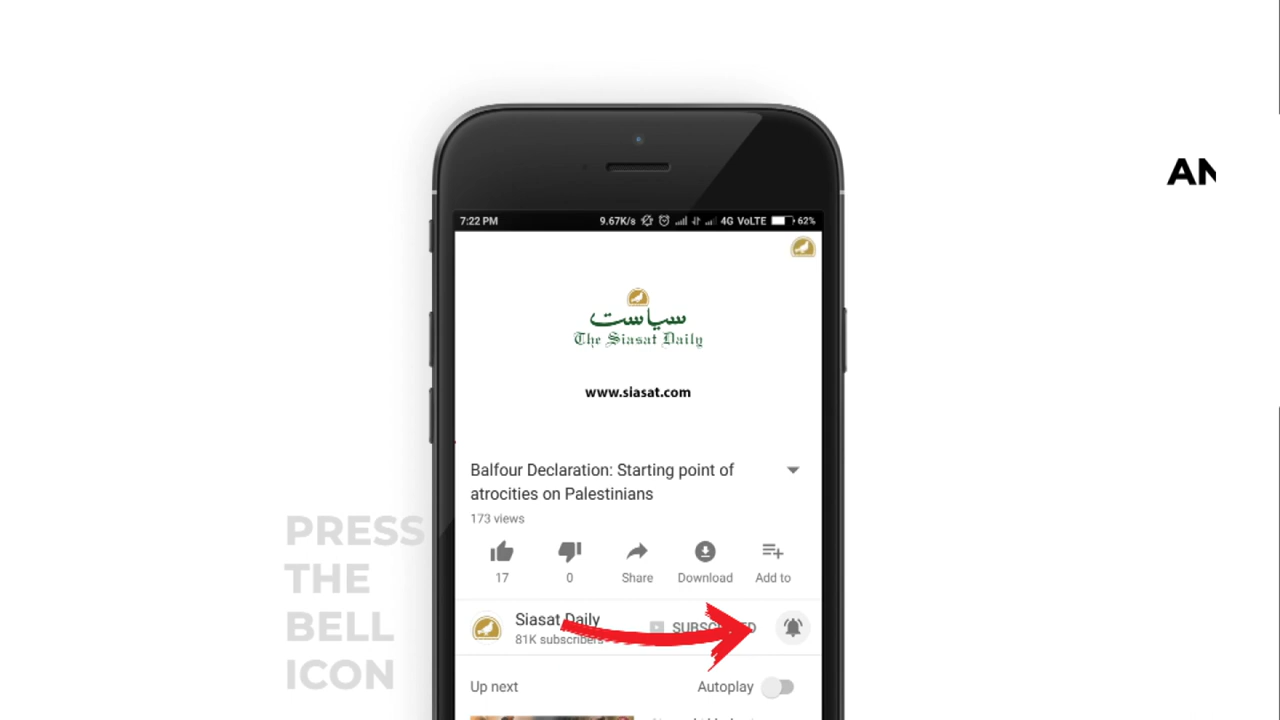 AN
7:22 PM 9.67K/s 4G VoLTE 62%
سیاست
The Siasat Daily
www.siasat.com
Balfour Declaration: Starting point of
atrocities on Palestinians
173 views
17 0 Share Download Add to
Siasat Daily SUBSCRIBED
81K subscribers
Up next Autoplay
PRESS
THE
BELL
ICON